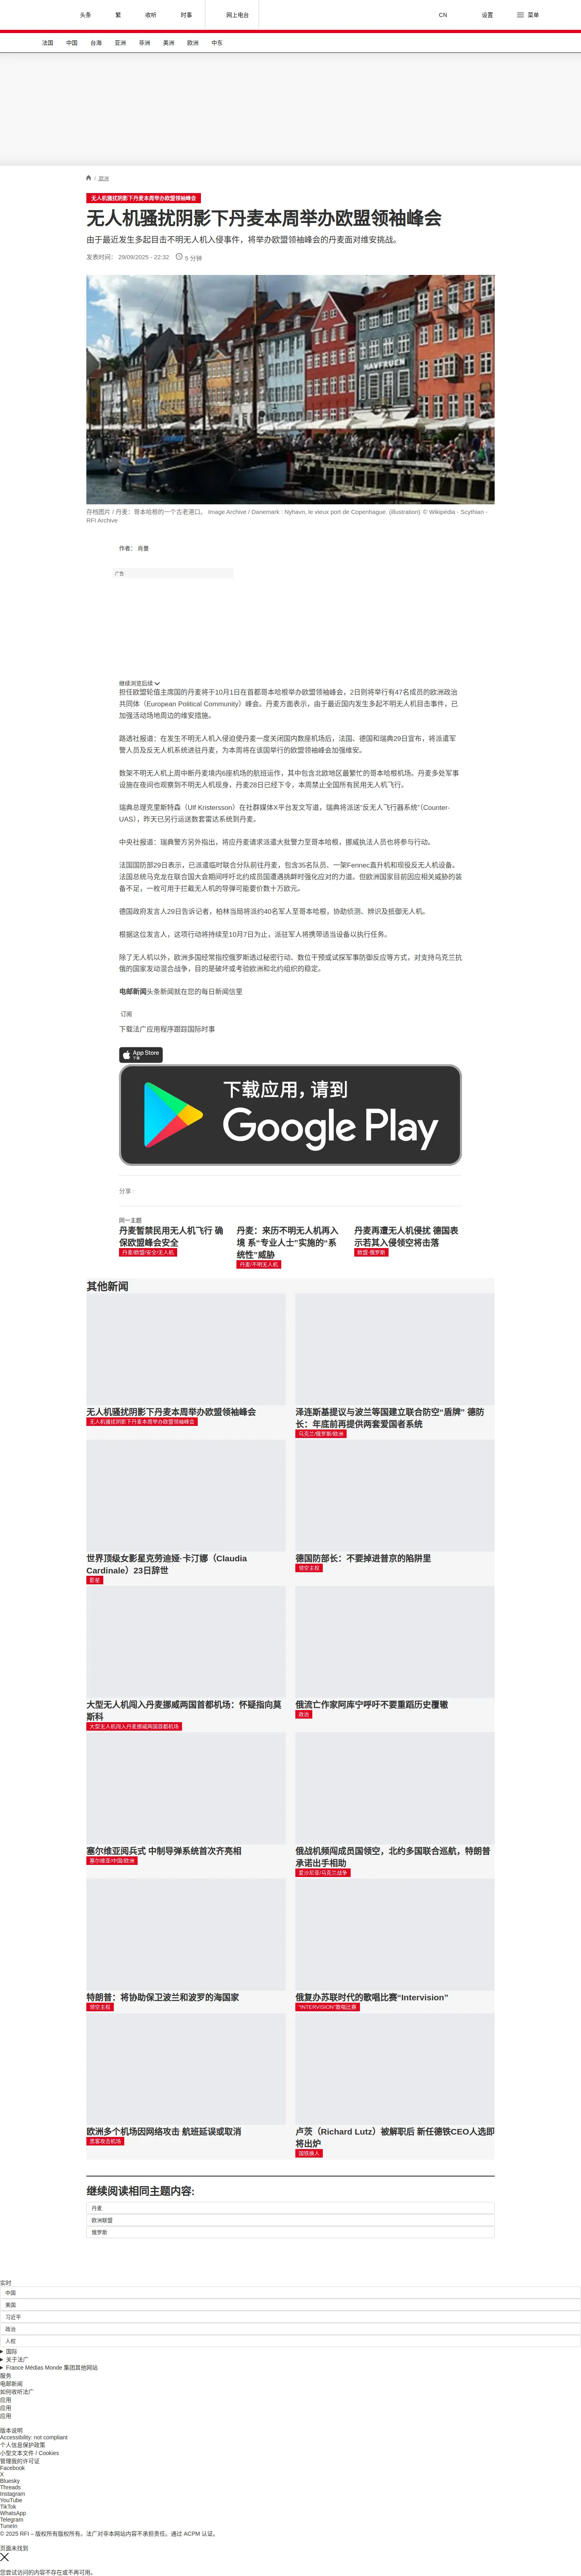 头条
繁
收听
时事
网上电台
CN
设置
菜单
法国
中国
台海
亚洲
非洲
美洲
欧洲
中东
/ 欧洲
无人机骚扰阴影下丹麦本周举办欧盟领袖峰会
无人机骚扰阴影下丹麦本周举办欧盟领袖峰会
由于最近发生多起目击不明无人机入侵事件，将举办欧盟领袖峰会的丹麦面对维安挑战。
发表时间： 29/09/2025 - 22:32 5 分钟
HAVFRUEN
存档图片 / 丹麦：哥本哈根的一个古老港口。 Image Archive / Danemark : Nyhavn, le vieux port de Copenhague. (illustration) © Wikipédia - Scythian -
RFI Archive
作者： 肖曼
广告
继续浏览后续
担任欧盟轮值主席国的丹麦将于10月1日在首都哥本哈根举办欧盟领袖峰会，2日则将举行有47名成员的欧洲政治
共同体（European Political Community）峰会。丹麦方面表示，由于最近国内发生多起不明无人机目击事件，已
加强活动场地周边的维安措施。
路透社报道：在发生不明无人机入侵迫使丹麦一度关闭国内数座机场后，法国、德国和瑞典29日宣布，将派遣军
警人员及反无人机系统进驻丹麦，为本周将在该国举行的欧盟领袖峰会加强维安。
数架不明无人机上周中断丹麦境内6座机场的航班运作，其中包含北欧地区最繁忙的哥本哈根机场。丹麦多处军事
设施在夜间也观察到不明无人机现身，丹麦28日已经下令，本周禁止全国所有民用无人机飞行。
瑞典总理克里斯特森（Ulf Kristersson）在社群媒体X平台发文写道，瑞典将派送“反无人飞行器系统”（Counter-
UAS），昨天已另行运送数套雷达系统到丹麦。
中央社报道：瑞典警方另外指出，将应丹麦请求派遣大批警力至哥本哈根，挪威执法人员也将参与行动。
法国国防部29日表示，已派遣临时联合分队前往丹麦，包含35名队员、一架Fennec直升机和现役反无人机设备。
法国总统马克龙在联合国大会期间呼吁北约成员国遭遇挑衅时强化应对的力道。但欧洲国家目前因应相关威胁的装
备不足，一枚可用于拦截无人机的导弹可能要价数十万欧元。
德国政府发言人29日告诉记者，柏林当局将派约40名军人至哥本哈根，协助侦测、辨识及抵御无人机。
根据这位发言人，这项行动将持续至10月7日为止，派驻军人将携带适当设备以执行任务。
除了无人机以外，欧洲多国经常指控俄罗斯透过秘密行动、数位干预或试探军事防御反应等方式，对支持乌克兰抗
俄的国家发动混合战争，目的是破坏或考验欧洲和北约组织的稳定。
电邮新闻头条新闻就在您的每日新闻信里
订阅
下载法广应用程序跟踪国际时事
App Store
下载
下载应用，请到
Google Play
分享 :
同一主题
丹麦暂禁民用无人机飞行 确
保欧盟峰会安全
丹麦/欧盟/安全/无人机
丹麦：来历不明无人机再入
境 系“专业人士”实施的“系
统性”威胁
丹麦/不明无人机
丹麦再遭无人机侵扰 德国表
示若其入侵领空将击落
欧盟-俄罗斯
其他新闻
无人机骚扰阴影下丹麦本周举办欧盟领袖峰会
无人机骚扰阴影下丹麦本周举办欧盟领袖峰会
泽连斯基提议与波兰等国建立联合防空“盾牌” 德防
长：年底前再提供两套爱国者系统
乌克兰/俄罗斯/欧洲
世界顶级女影星克劳迪娅·卡汀娜（Claudia
Cardinale）23日辞世
影星
德国防部长：不要掉进普京的陷阱里
领空主权
大型无人机闯入丹麦挪威两国首都机场：怀疑指向莫
斯科
大型无人机闯入丹麦挪威两国首都机场
俄流亡作家阿库宁呼吁不要重蹈历史覆辙
政治
塞尔维亚阅兵式 中制导弹系统首次齐亮相
塞尔维亚/中国/欧洲
俄战机频闯成员国领空，北约多国联合巡航，特朗普
承诺出手相助
爱沙尼亚/乌克兰战争
特朗普：将协助保卫波兰和波罗的海国家
领空主权
俄复办苏联时代的歌唱比赛“Intervision”
“INTERVISION”歌唱比赛
欧洲多个机场因网络攻击 航班延误或取消
黑客攻击机场
卢茨（Richard Lutz）被解职后 新任德铁CEO人选即
将出炉
国铁换人
继续阅读相同主题内容:
丹麦
欧洲联盟
俄罗斯
实时
中国
美国
习近平
政治
人权
国际
关于法广
France Médias Monde 集团其他网站
服务
电邮新闻
如何收听法广
应用
应用
应用
版本说明
Accessibility: not compliant
个人信息保护政策
小型文本文件 / Cookies
管理我的许可证
Facebook
X
Bluesky
Threads
Instagram
YouTube
TikTok
WhatsApp
Telegram
TuneIn
© 2025 RFI – 版权所有版权所有。法广对非本网站内容不承担责任。通过 ACPM 认证。
页面未找到
您尝试访问的内容不存在或不再可用。